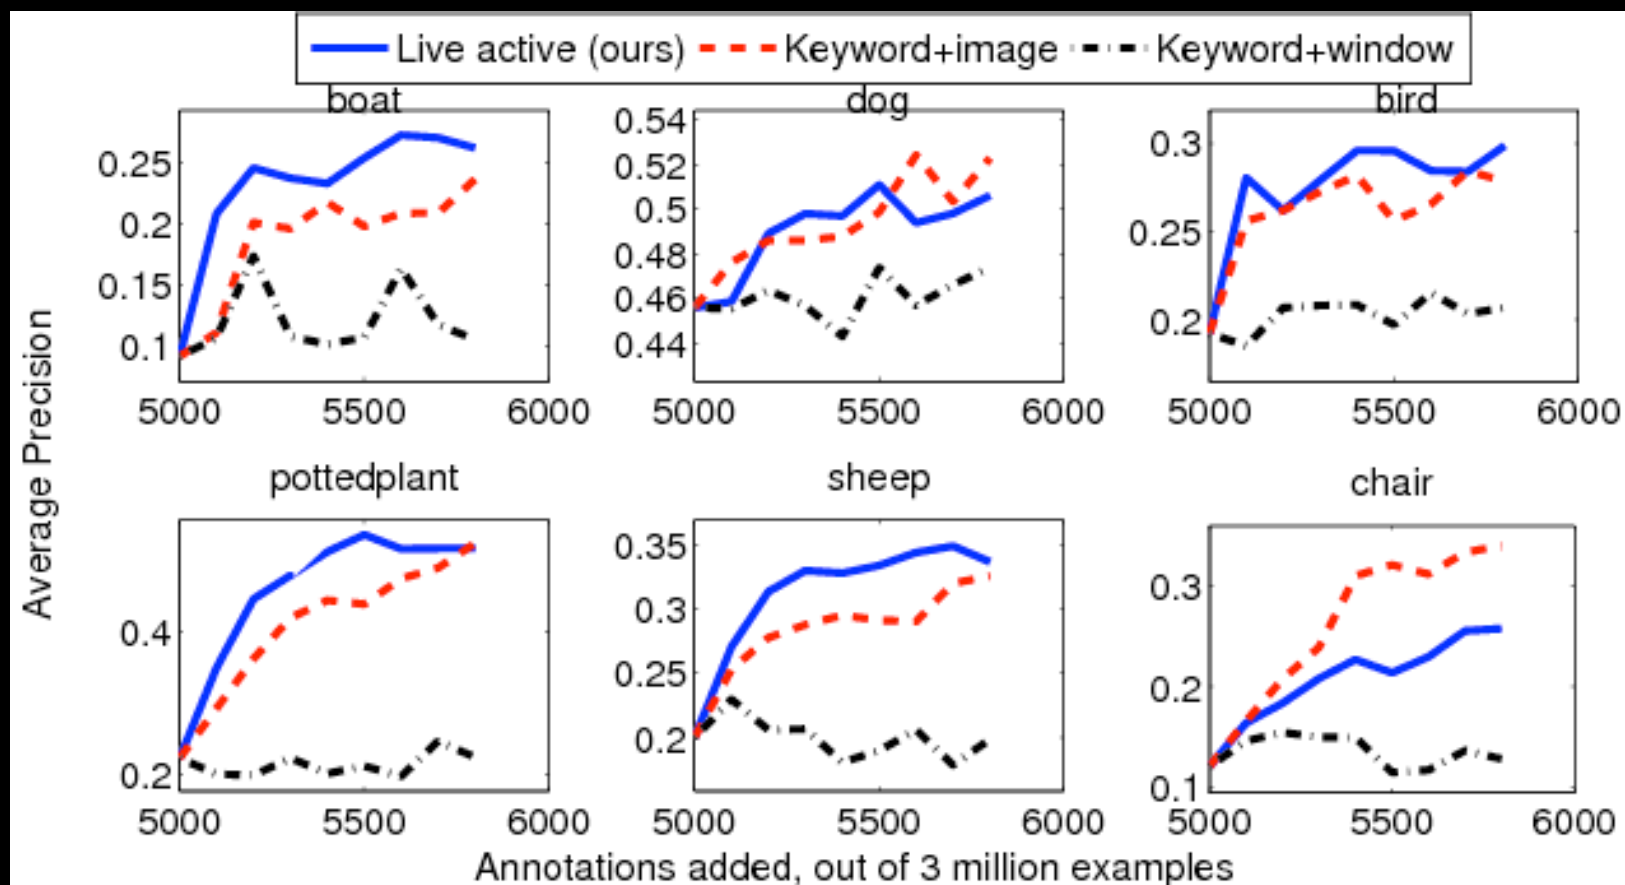 Live active (ours) Keyword+image Keyword+window
boat dog bird
0.25 0.54 0.3
0.2 0.52 0.25
0.15 0.5 0.2
0.1 0.48
0.46
0.44
5000 5500 6000 5000 5500 6000 5000 5500 6000
Average Precision
pottedplant sheep chair
0.4 0.35 0.3
0.2 0.3 0.2
0.25 0.1
0.2
5000 5500 6000 5000 5500 6000 5000 5500 6000
Annotations added, out of 3 million examples